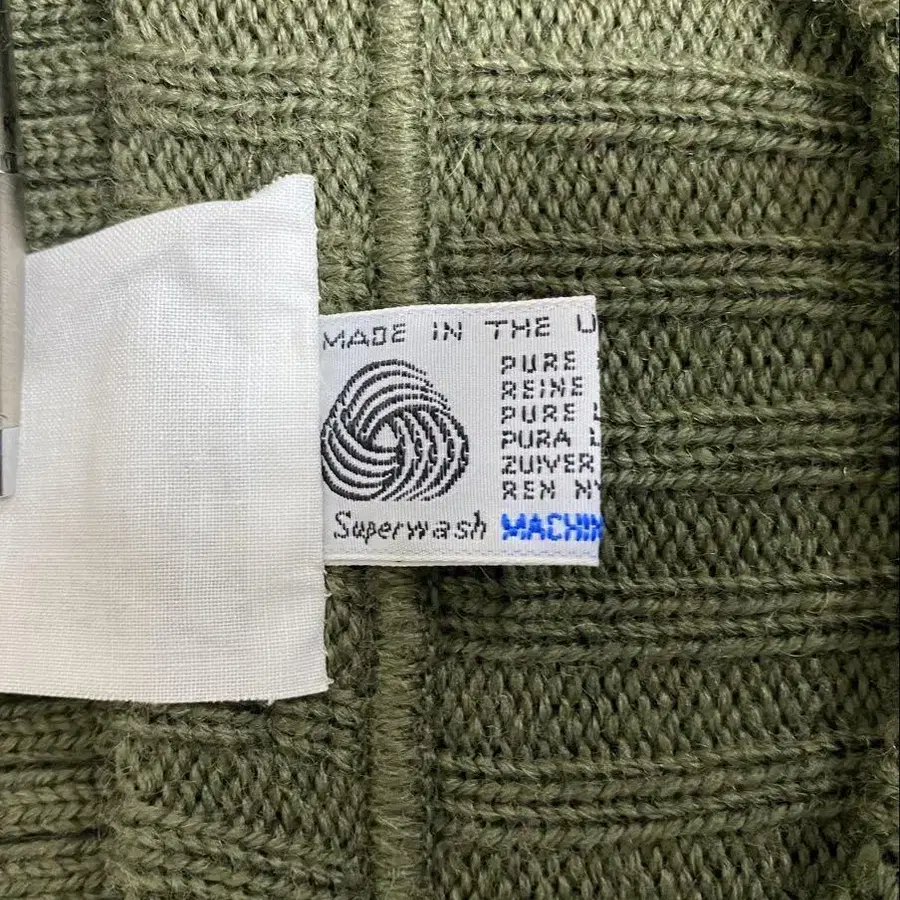 MADE IN THE U
PURE
REINE
PURE L
PURA L
ZUIVER
REN NY
Superwash MACHIN